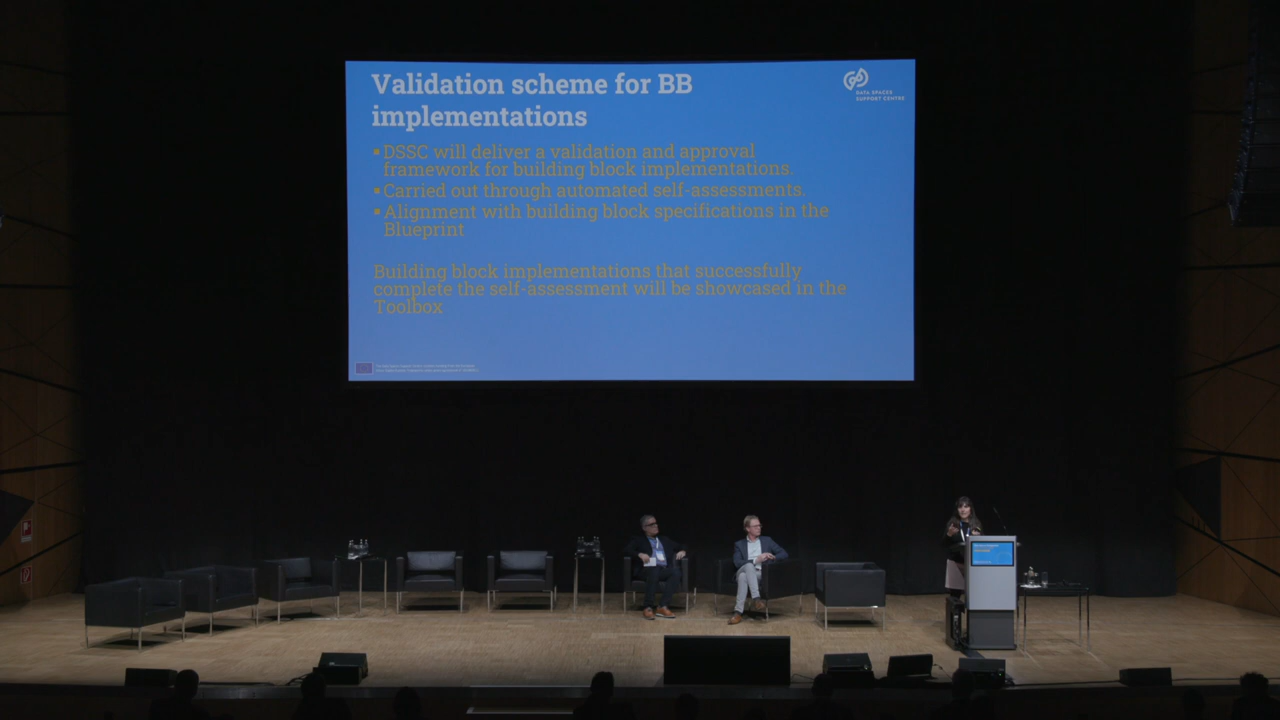 Validation scheme for BB
implementations
DATA SPACES
SUPPORT CENTRE
▪ DSSC will deliver a validation and approval
framework for building block implementations.
▪ Carried out through automated self-assessments.
▪ Alignment with building block specifications in the
Blueprint
Building block implementations that successfully
complete the self-assessment will be showcased in the
Toolbox